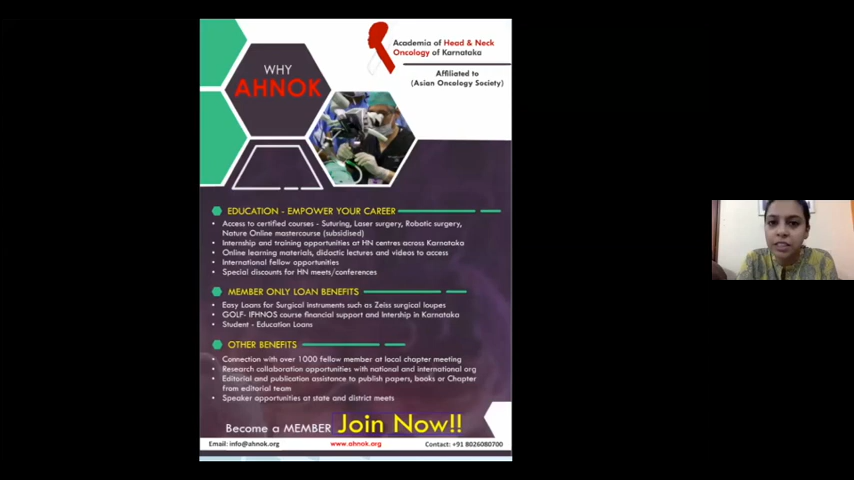 WHY
AHNOK
Academia of Head & Neck
Oncology of Karnataka
Affiliated to
(Asian Oncology Society)
EDUCATION - EMPOWER YOUR CAREER
• Access to certified courses - Suturing, Laser surgery, Robotic surgery,
Nature Online mastercourse (subsidised)
• Internship and training opportunities at HN centres across Karnataka
• Online learning materials, didactic lectures and videos to access
• International fellow opportunities
• Special discounts for HN meets/conferences
MEMBER ONLY LOAN BENEFITS
• Easy Loans for Surgical instruments such as Zeiss surgical loupes
• GOLF- IFHNOS course financial support and Intership in Karnataka
• Student - Education Loans
OTHER BENEFITS
• Connection with over 1000 fellow member at local chapter meeting
• Research collaboration opportunities with national and international org
• Editorial and publication assistance to publish papers, books or Chapter
from editorial team
• Speaker opportunities at state and district meets
Become a MEMBER Join Now!!
Email: info@ahnok.org www.ahnok.org Contact: +91 8026080700